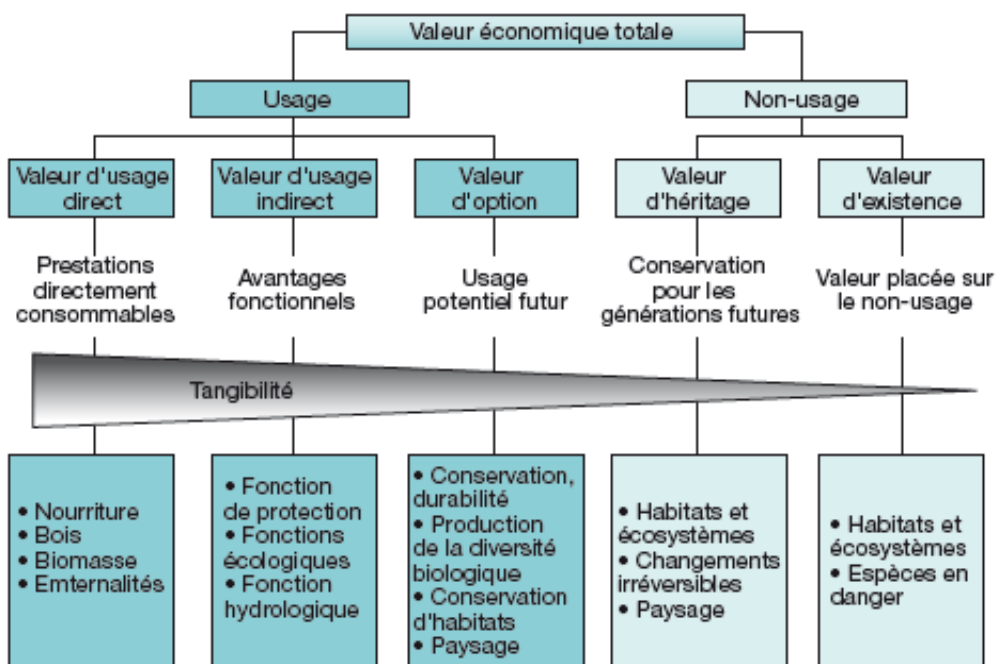 Valeur économique totale
Usage
Non-usage
Valeur d'usage
direct
Valeur d'usage
indirect
Valeur
d'option
Valeur
d'héritage
Valeur
d'existence
Prestations
directement
consommables
Avantages
fonctionnels
Usage
potentiel futur
Conservation
pour les
générations futures
Valeur placée sur
le non-usage
Tangibilité
• Nourriture
• Bois
• Biomasse
• Emternalités
• Fonction
de protection
• Fonctions
écologiques
• Fonction
hydrologique
• Conservation,
durabilité
• Production
de la diversité
biologique
• Conservation
d'habitats
• Paysage
• Habitats et
écosystèmes
• Changements
irréversibles
• Paysage
• Habitats et
écosystèmes
• Espèces en
danger